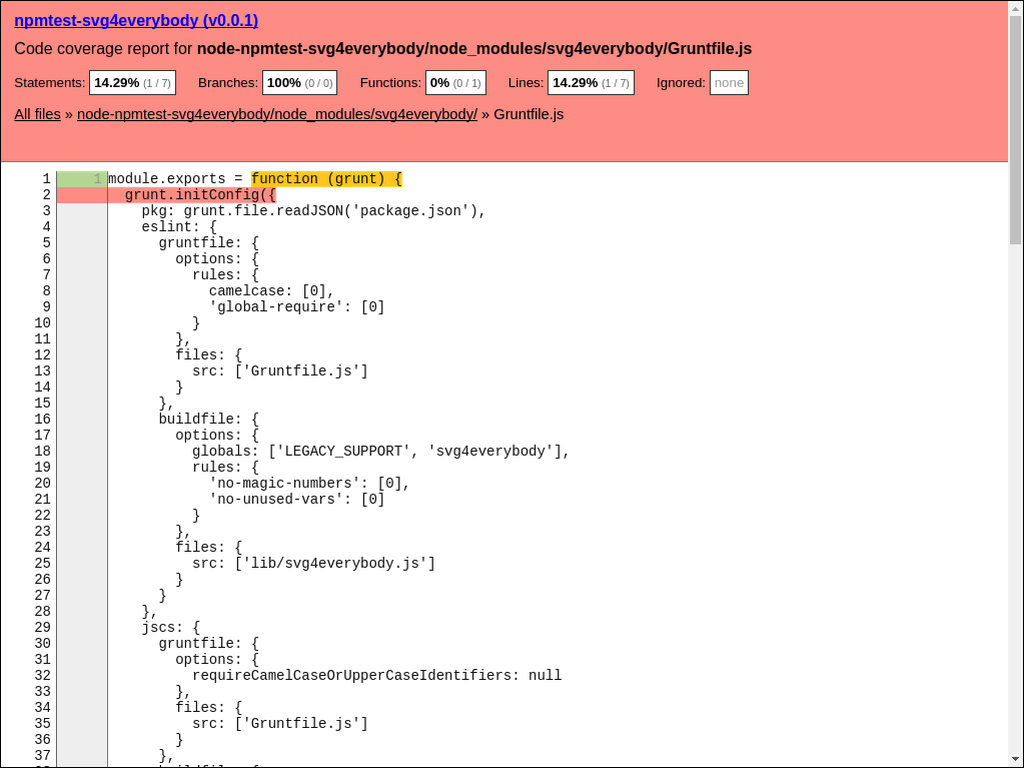 npmtest-svg4everybody (v0.0.1)
Code coverage report for node-npmtest-svg4everybody/node_modules/svg4everybody/Gruntfile.js
Statements: 14.29% (1 / 7) Branches: 100% (0 / 0) Functions: 0% (0 / 1) Lines: 14.29% (1 / 7) Ignored: none
All files » node-npmtest-svg4everybody/node_modules/svg4everybody/ » Gruntfile.js
1 1 module.exports = function (grunt) {
2 grunt.initConfig({
3 pkg: grunt.file.readJSON('package.json'),
4 eslint: {
5 gruntfile: {
6 options: {
7 rules: {
8 camelcase: [0],
9 'global-require': [0]
10 }
11 },
12 files: {
13 src: ['Gruntfile.js']
14 }
15 },
16 buildfile: {
17 options: {
18 globals: ['LEGACY_SUPPORT', 'svg4everybody'],
19 rules: {
20 'no-magic-numbers': [0],
21 'no-unused-vars': [0]
22 }
23 },
24 files: {
25 src: ['lib/svg4everybody.js']
26 }
27 }
28 },
29 jscs: {
30 gruntfile: {
31 options: {
32 requireCamelCaseOrUpperCaseIdentifiers: null
33 },
34 files: {
35 src: ['Gruntfile.js']
36 }
37 },